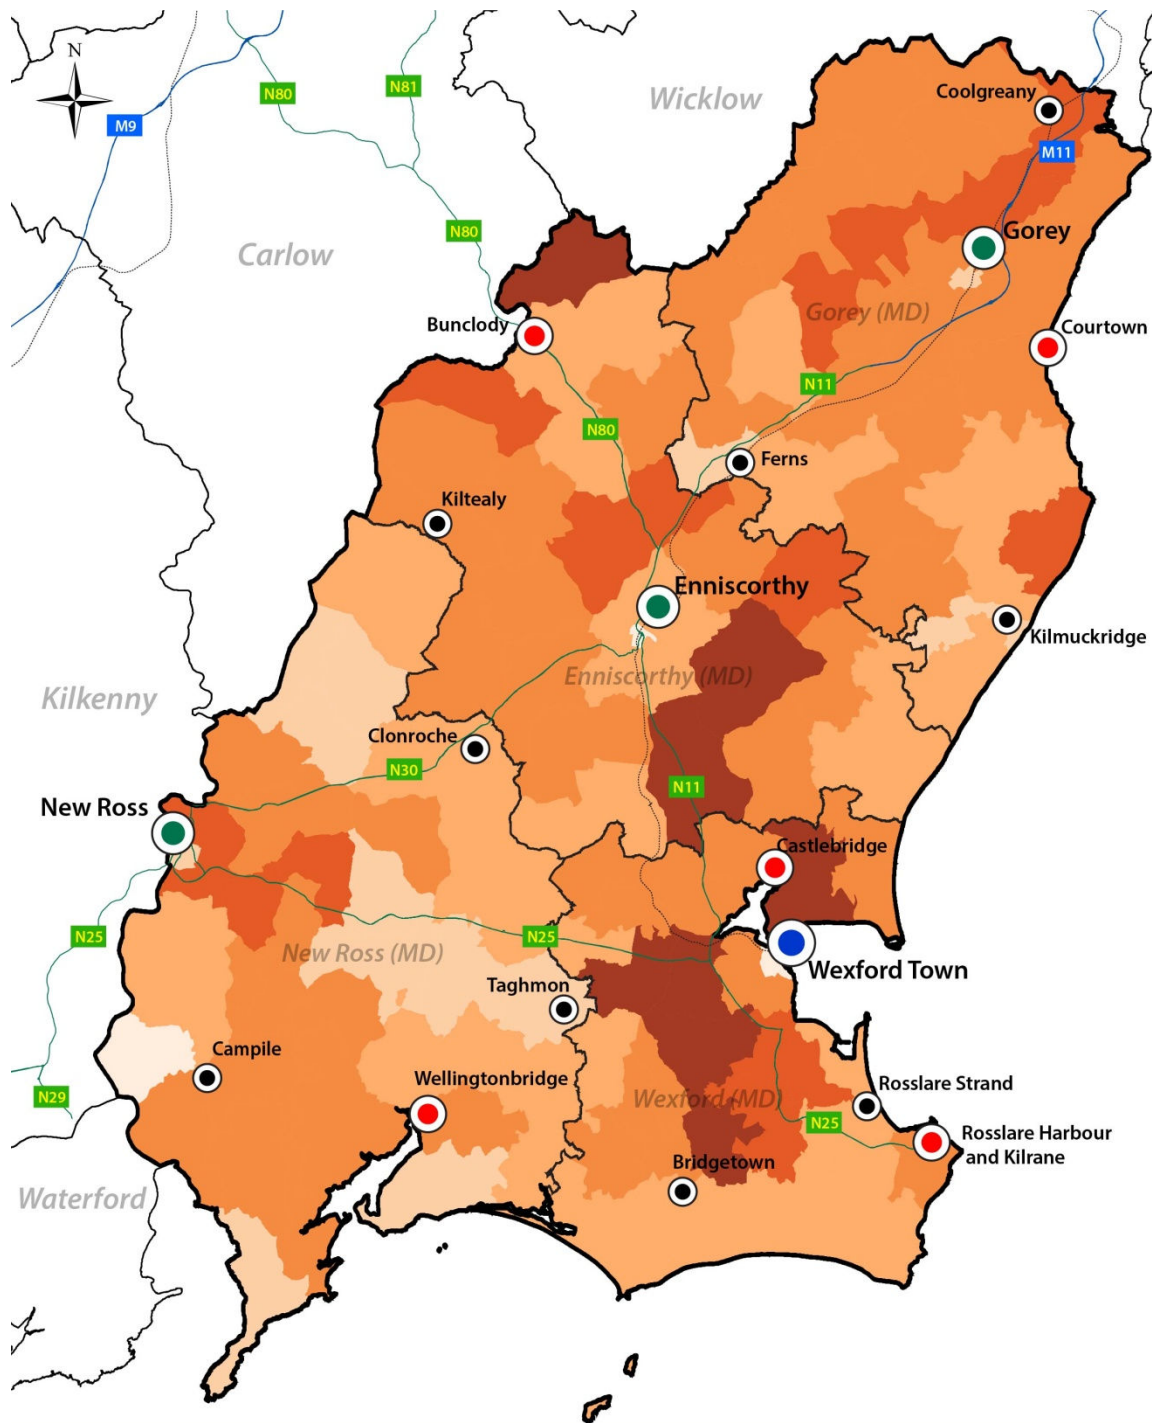 N
N80
N81
Wicklow
Coolgreany
M9
M11
N80
Carlow
Gorey
Gorey (MD)
Bunclody
Courtown
N11
N80
Ferns
Kiltealy
Enniscorthy
Kilmuckridge
Enniscorthy (MD)
Kilkenny
Clonroche
N30
N11
New Ross
Castlebridge
N25
N25
New Ross (MD)
Wexford Town
Taghmon
Campile
Wellingtonbridge
Rosslare Strand
N29
Wexford (MD)
N25
Rosslare Harbour
and Kilrane
Bridgetown
Waterford